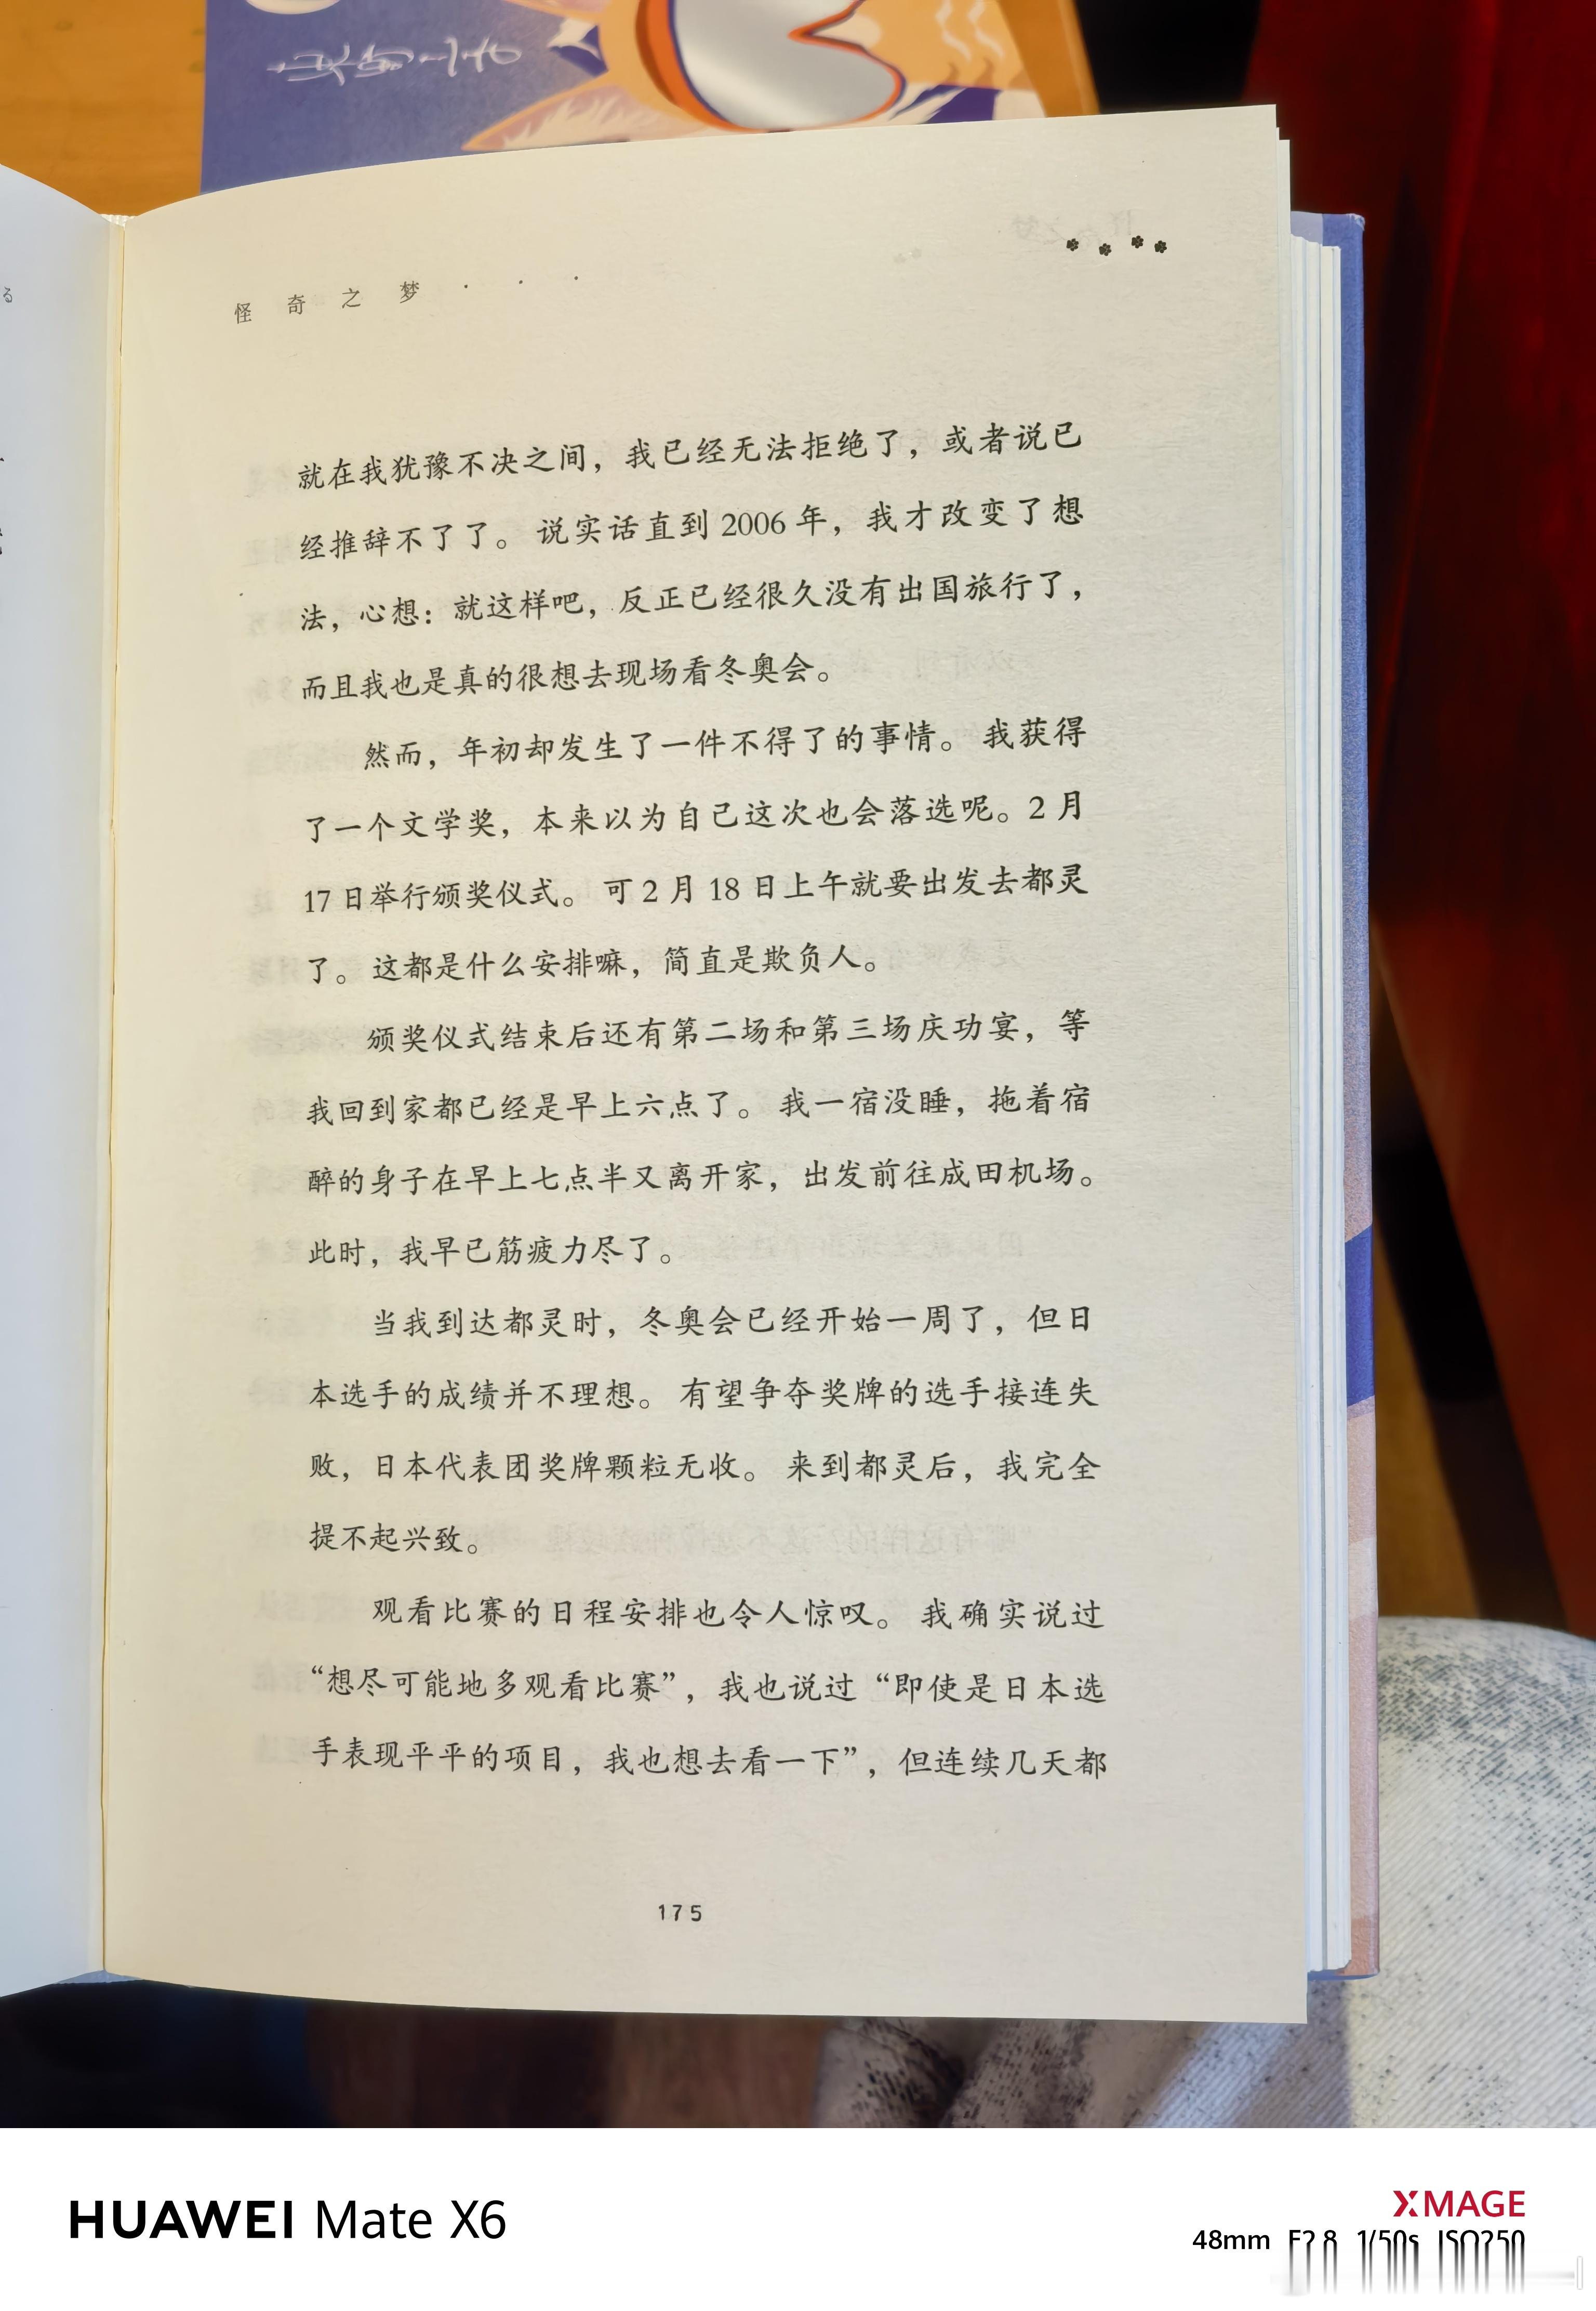 怪奇之梦 · · ·
就在我犹豫不决之间，我已经无法拒绝了，或者说已
经推辞不了了。说实话直到2006年，我才改变了想
法，心想：就这样吧，反正已经很久没有出国旅行了，
而且我也是真的很想去现场看冬奥会。
然而，年初却发生了一件不得了的事情。我获得
了一个文学奖，本来以为自己这次也会落选呢。2月
17日举行颁奖仪式。可2月18日上午就要出发去都灵
了。这都是什么安排嘛，简直是欺负人。
颁奖仪式结束后还有第二场和第三场庆功宴，等
我回到家都已经是早上六点了。我一宿没睡，拖着宿
醉的身子在早上七点半又离开家，出发前往成田机场。
此时，我早已筋疲力尽了。
当我到达都灵时，冬奥会已经开始一周了，但日
本选手的成绩并不理想。有望争夺奖牌的选手接连失
败，日本代表团奖牌颗粒无收。来到都灵后，我完全
提不起兴致。
观看比赛的日程安排也令人惊叹。我确实说过
“想尽可能地多观看比赛”，我也说过“即使是日本选
手表现平平的项目，我也想去看一下”，但连续几天都
175
る
HUAWEI Mate X6
XMAGE
48mm F2.8 1/50s ISO250